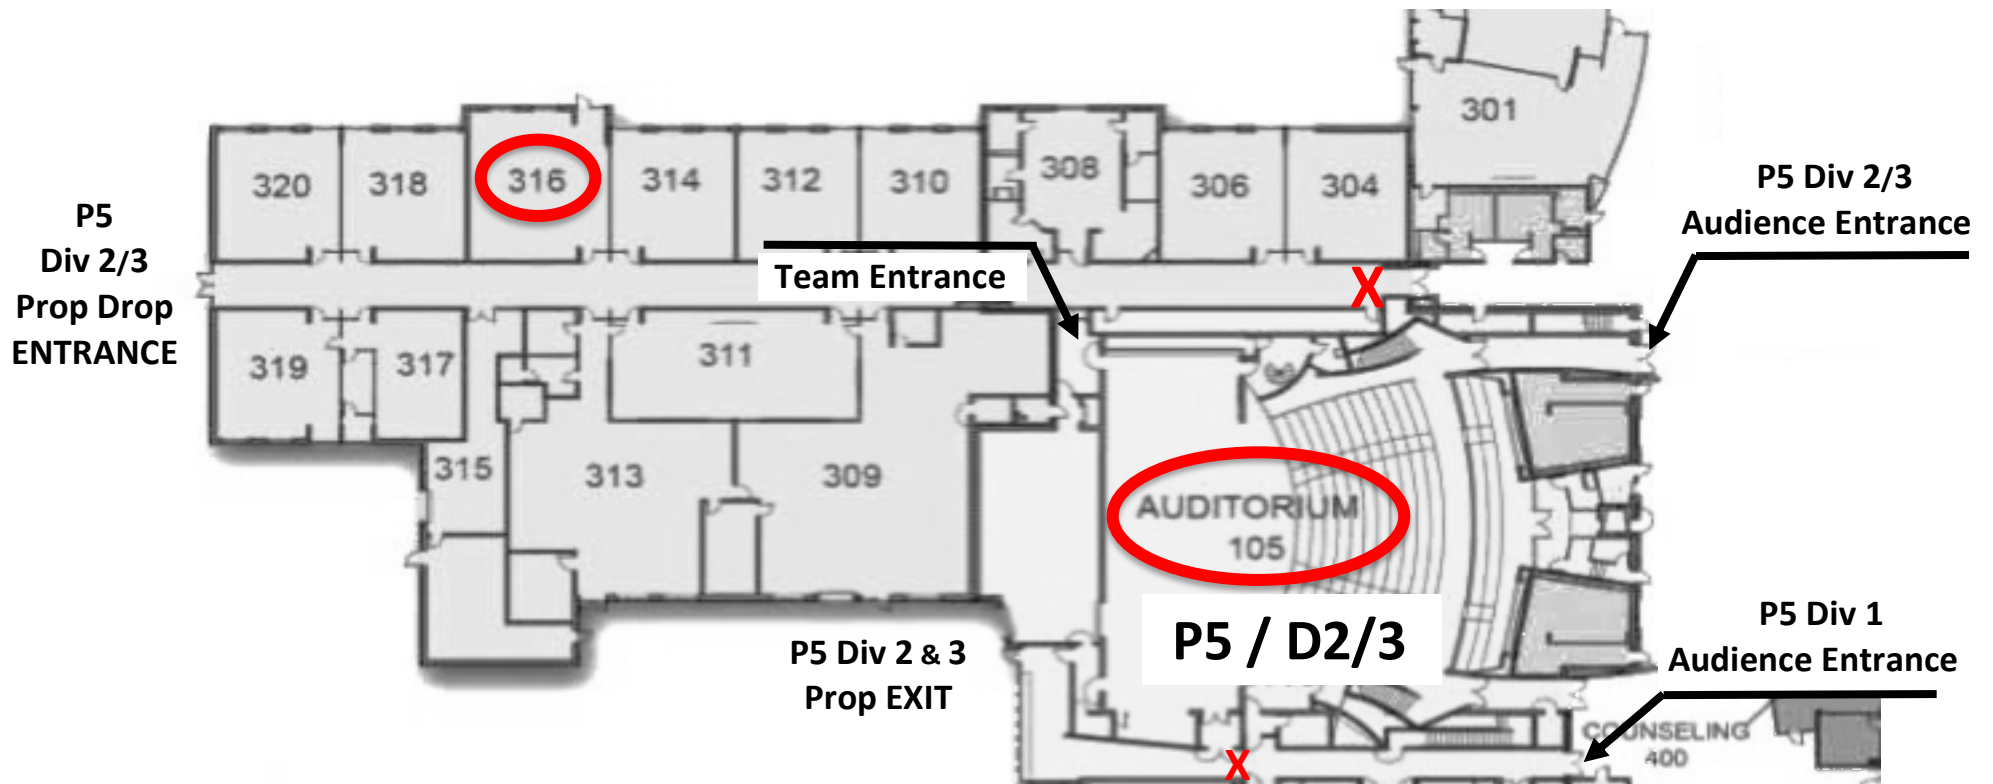 301
P5 Div 2/3
Audience Entrance
320
318
316
314
312
310
308
306
304
P5
Div 2/3
Prop Drop
ENTRANCE
Team Entrance
X
319
317
311
315
313
309
AUDITORIUM
105
P5 / D2/3
P5 Div 2 & 3
Prop EXIT
P5 Div 1
Audience Entrance
COUNSELING
400
X